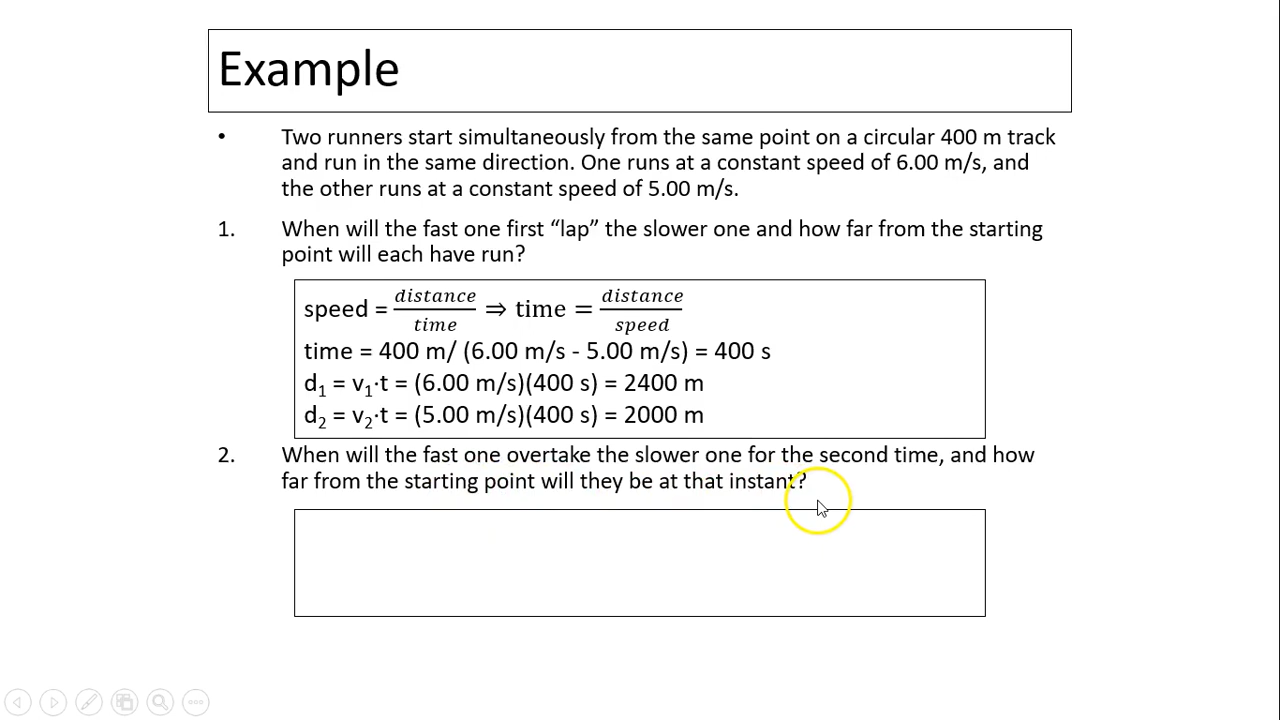 Example
• Two runners start simultaneously from the same point on a circular 400 m track
and run in the same direction. One runs at a constant speed of 6.00 m/s, and
the other runs at a constant speed of 5.00 m/s.
1. When will the fast one first “lap” the slower one and how far from the starting
point will each have run?
speed = distance/time ⇒ time = distance/speed
time = 400 m/ (6.00 m/s - 5.00 m/s) = 400 s
d₁ = v₁·t = (6.00 m/s)(400 s) = 2400 m
d₂ = v₂·t = (5.00 m/s)(400 s) = 2000 m
2. When will the fast one overtake the slower one for the second time, and how
far from the starting point will they be at that instant?